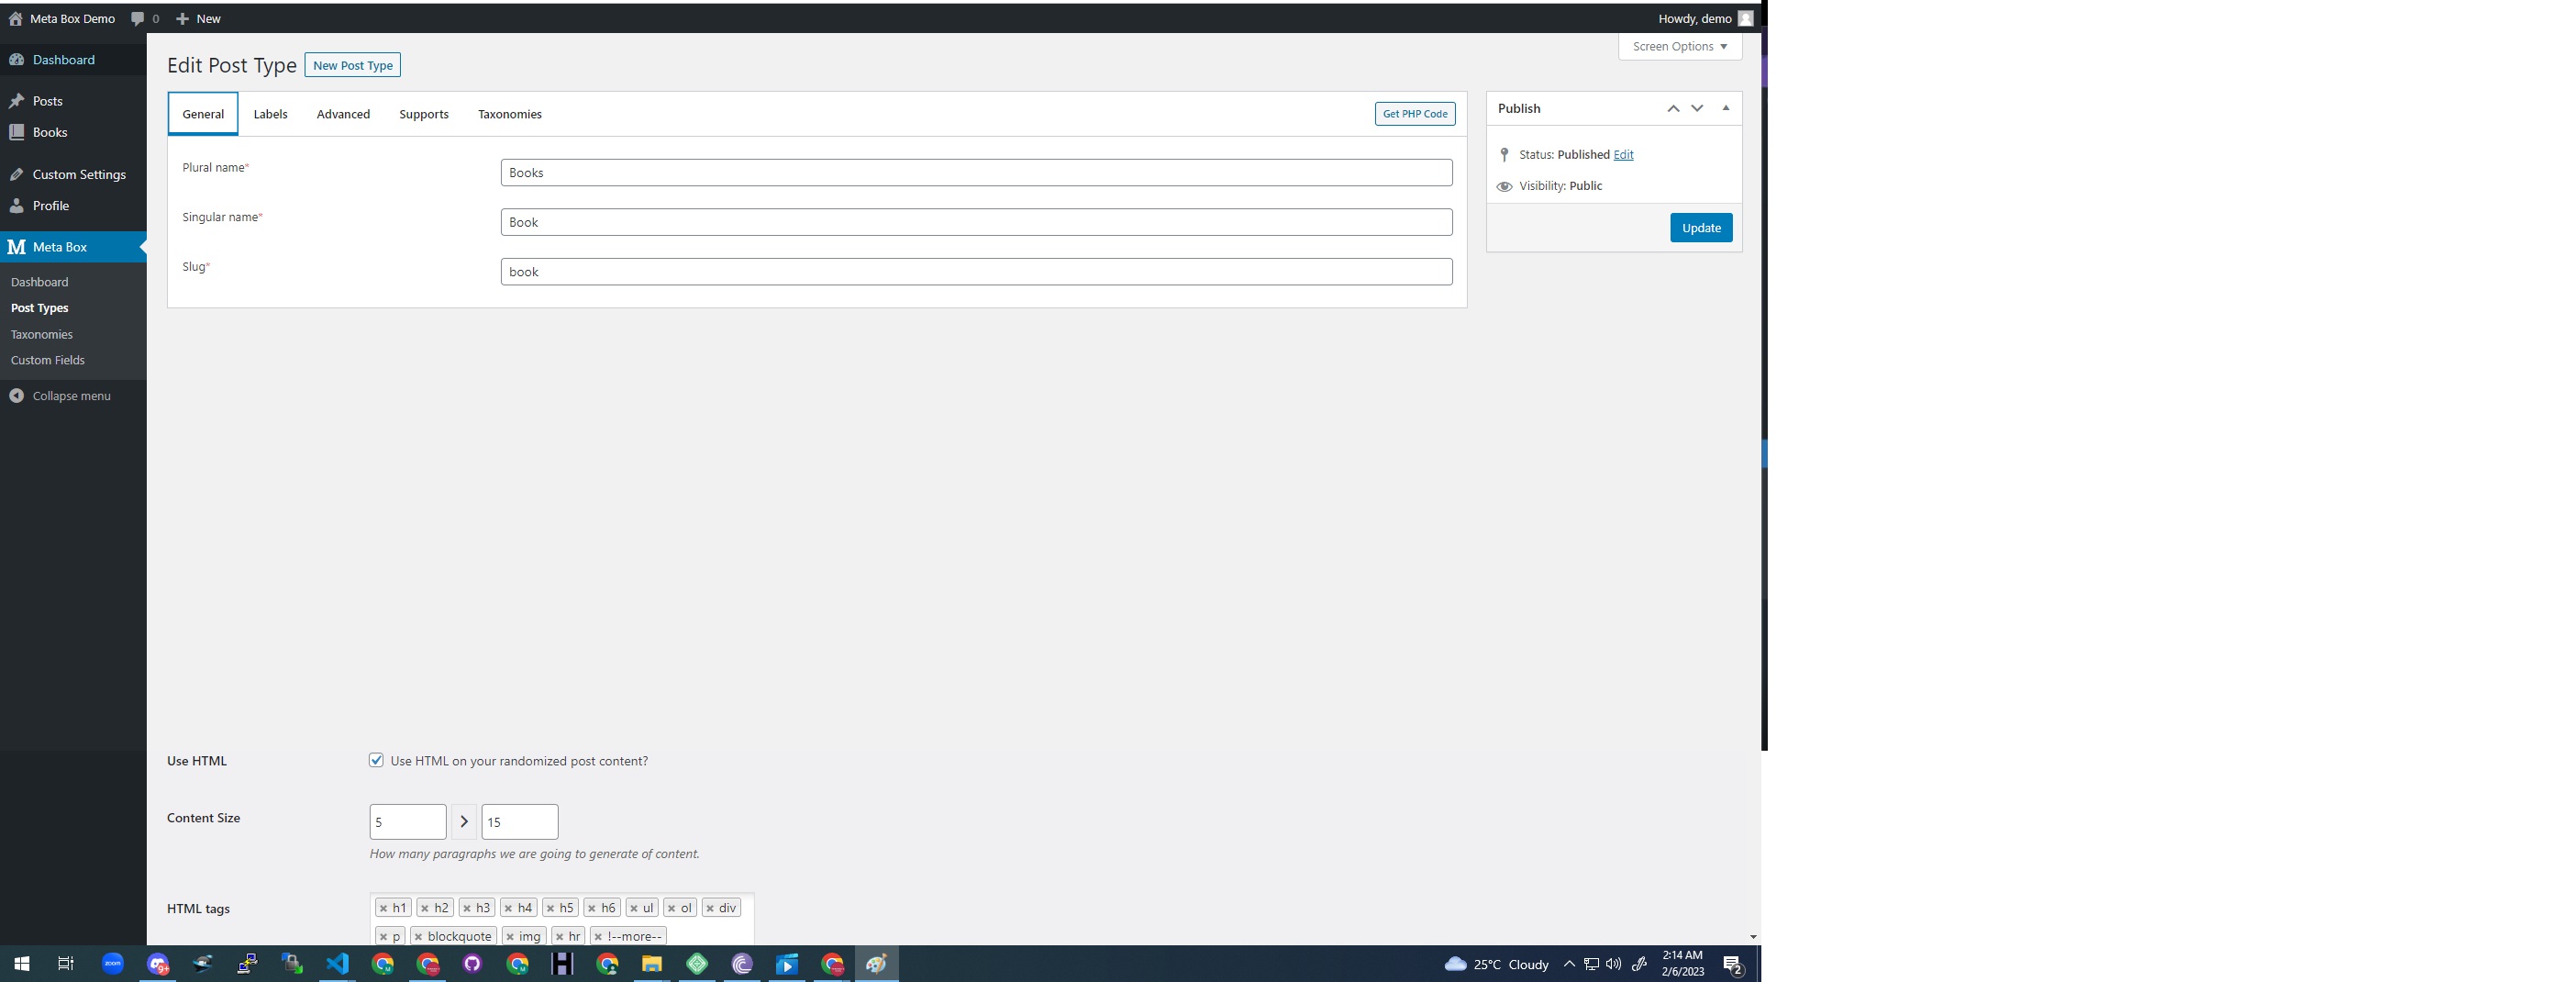 Meta Box Demo 0 New Howdy, demo
Screen Options
Dashboard
Posts
Books
Custom Settings
Profile
Meta Box
Dashboard
Post Types
Taxonomies
Custom Fields
Collapse menu
Edit Post Type New Post Type
General Labels Advanced Supports Taxonomies Get PHP Code
Plural name* Books
Singular name* Book
Slug* book
Publish
Status: Published Edit
Visibility: Public
Update
Use HTML Use HTML on your randomized post content?
Content Size 5 15
How many paragraphs we are going to generate of content.
HTML tags × h1 × h2 × h3 × h4 × h5 × h6 × ul × ol × div
× p × blockquote × img × hr × !--more--
zoom 9+ 25°C Cloudy 2:14 AM
2/6/2023 2